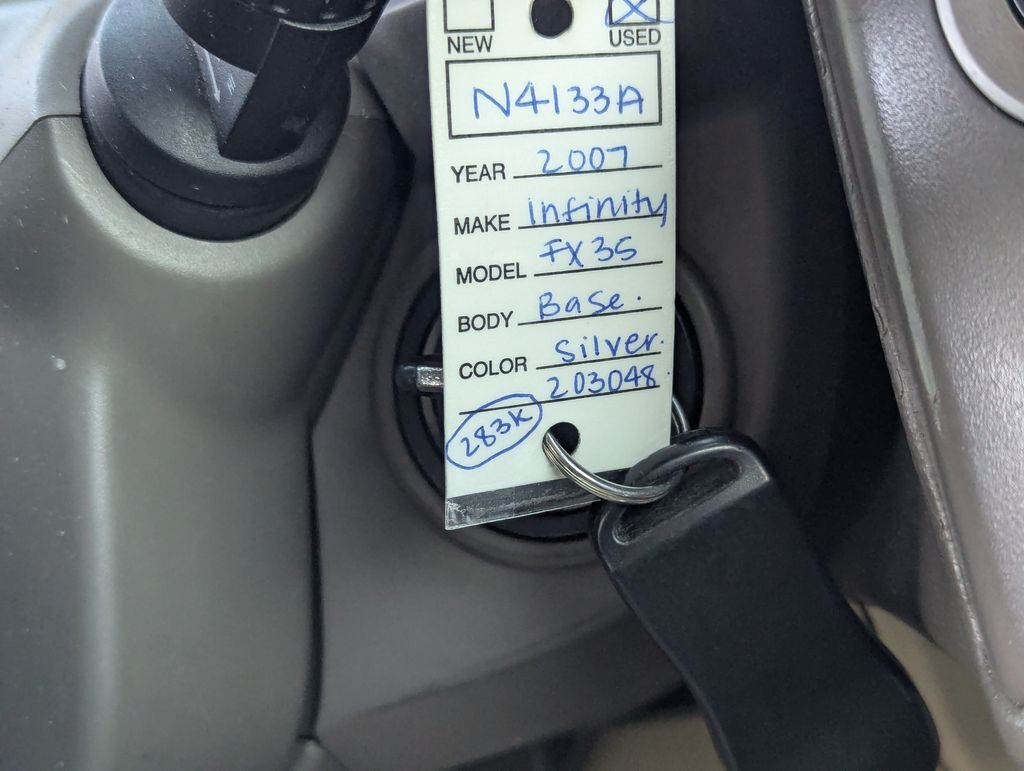 NEW USED
N4133A
YEAR 2007
MAKE infinity
MODEL FX35
BODY Base.
COLOR Silver.
203048.
283K